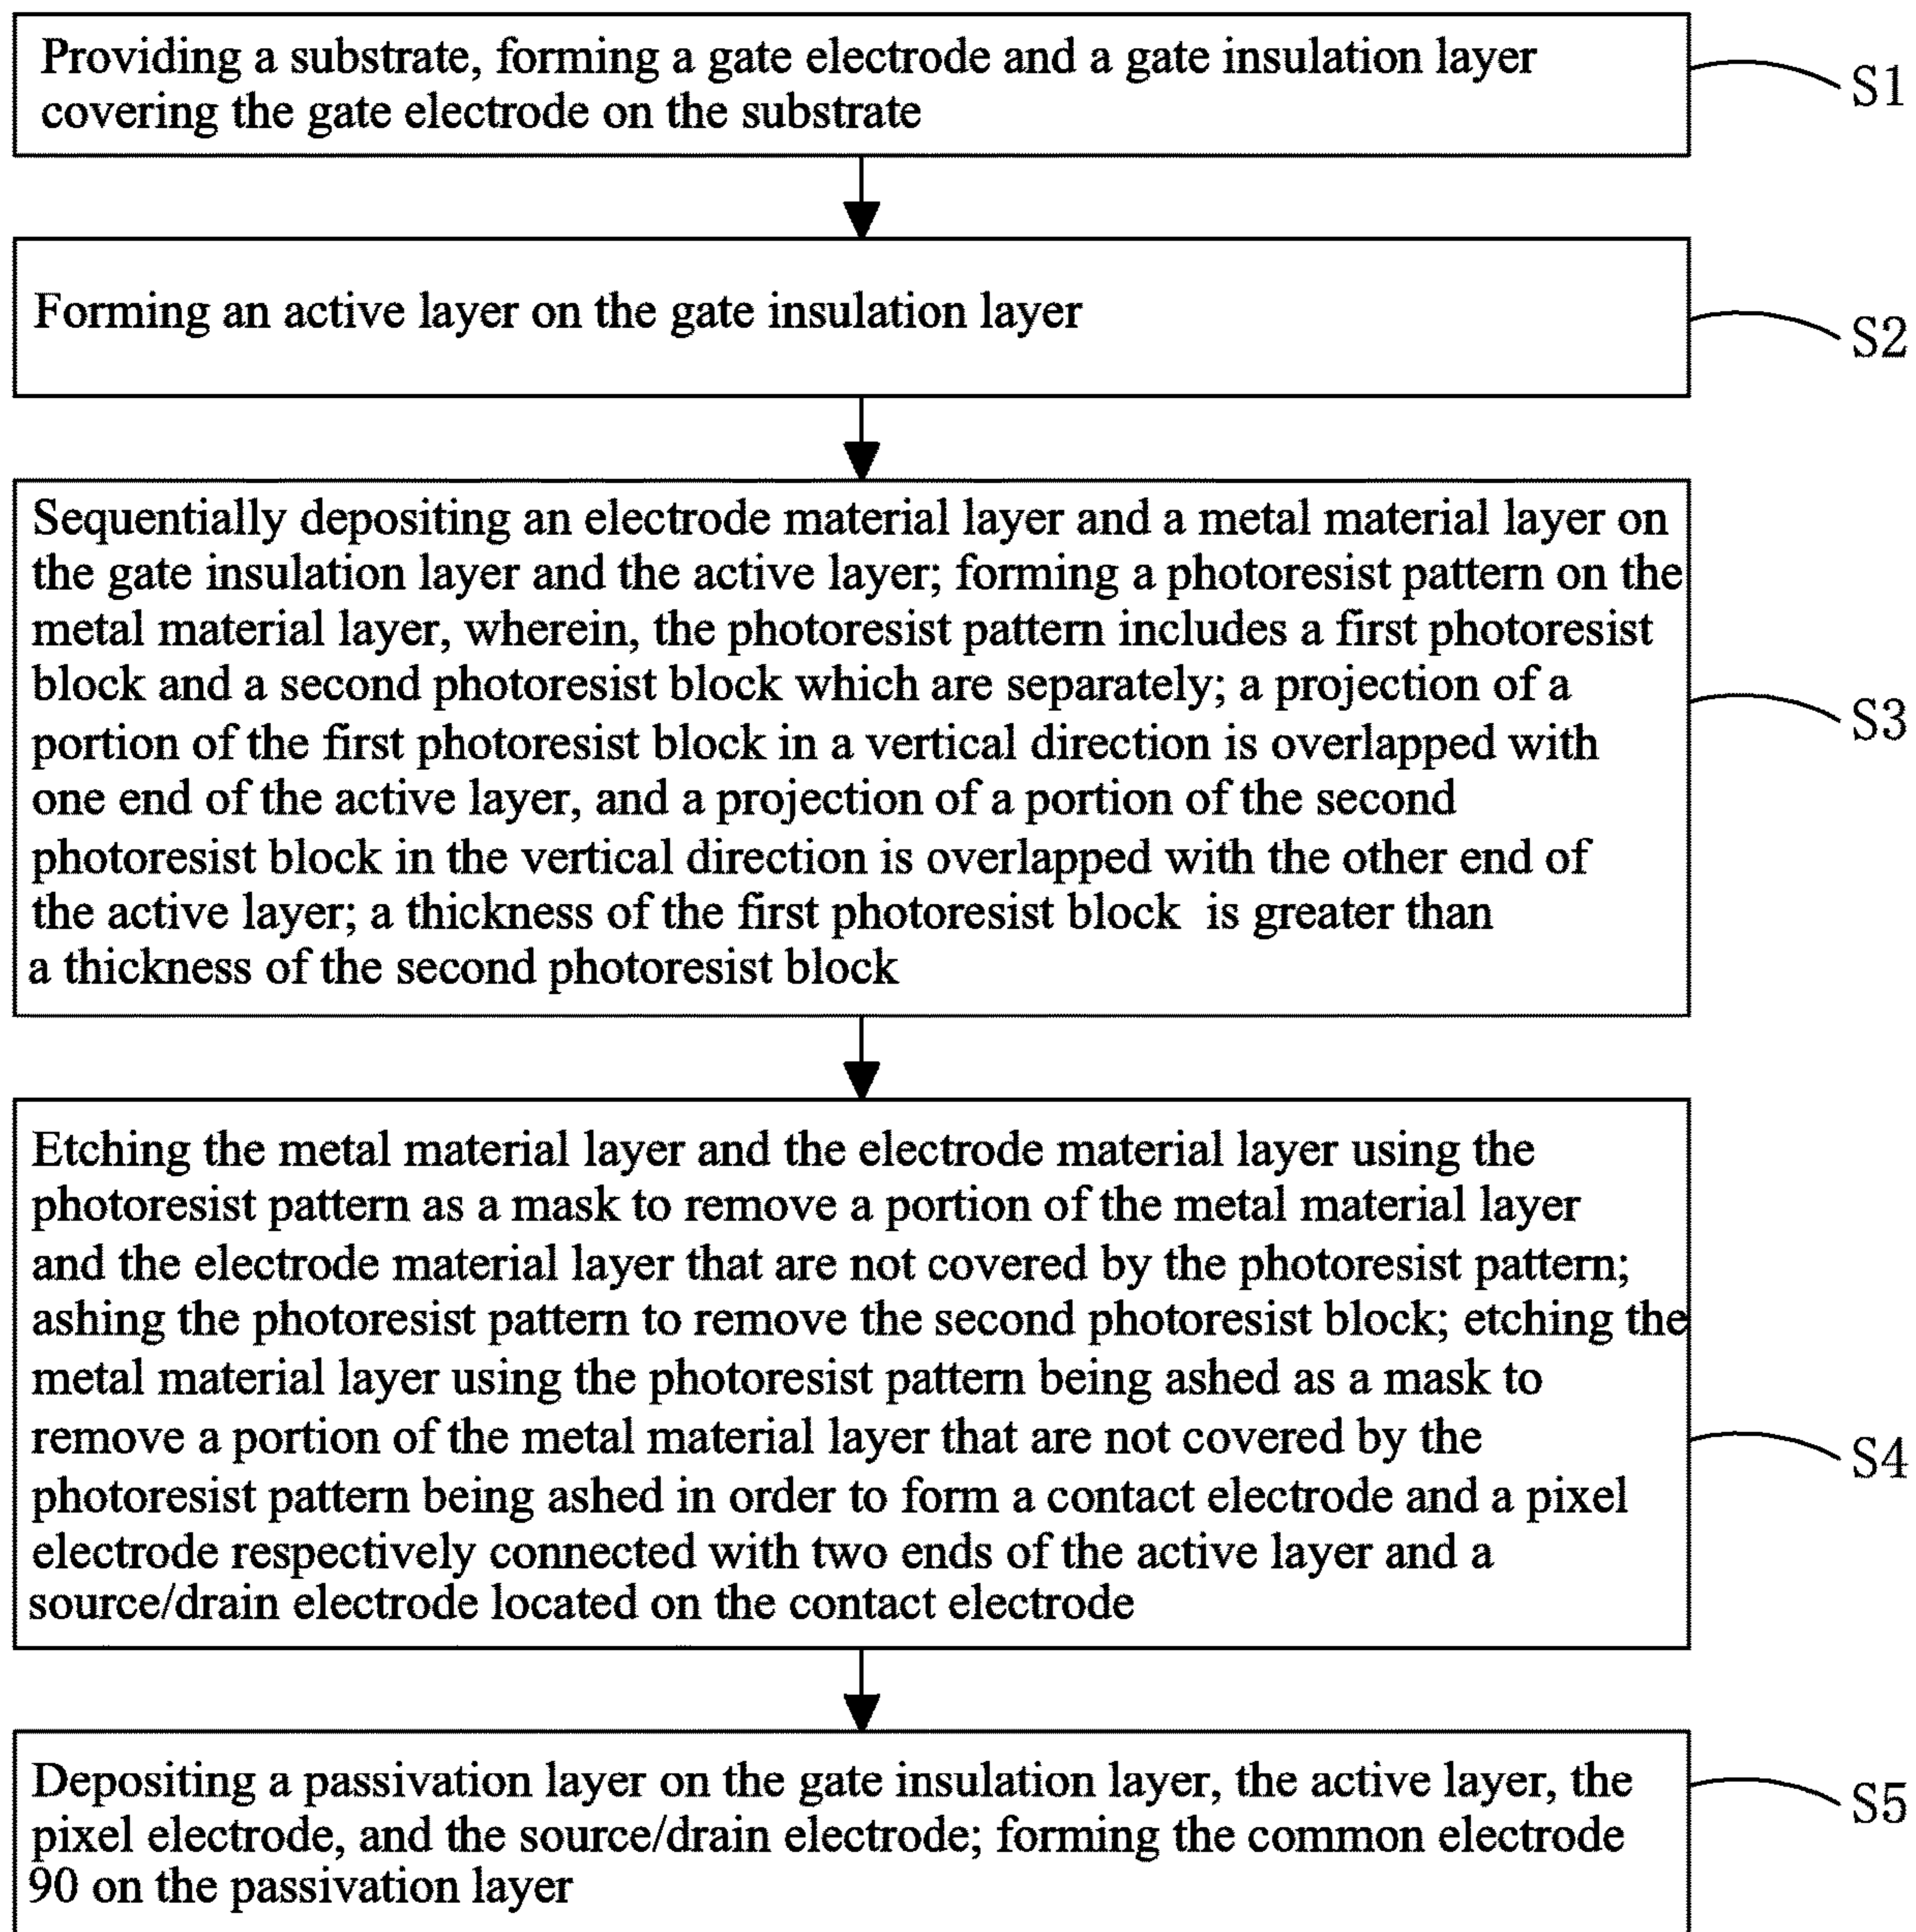 Providing a substrate, forming a gate electrode and a gate insulation layer
covering the gate electrode on the substrate
S1
Forming an active layer on the gate insulation layer
S2
Sequentially depositing an electrode material layer and a metal material layer on
the gate insulation layer and the active layer; forming a photoresist pattern on the
metal material layer, wherein, the photoresist pattern includes a first photoresist
block and a second photoresist block which are separately; a projection of a
portion of the first photoresist block in a vertical direction is overlapped with
one end of the active layer, and a projection of a portion of the second
photoresist block in the vertical direction is overlapped with the other end of
the active layer; a thickness of the first photoresist block is greater than
a thickness of the second photoresist block
S3
Etching the metal material layer and the electrode material layer using the
photoresist pattern as a mask to remove a portion of the metal material layer
and the electrode material layer that are not covered by the photoresist pattern;
ashing the photoresist pattern to remove the second photoresist block; etching the
metal material layer using the photoresist pattern being ashed as a mask to
remove a portion of the metal material layer that are not covered by the
photoresist pattern being ashed in order to form a contact electrode and a pixel
electrode respectively connected with two ends of the active layer and a
source/drain electrode located on the contact electrode
S4
Depositing a passivation layer on the gate insulation layer, the active layer, the
pixel electrode, and the source/drain electrode; forming the common electrode
90 on the passivation layer
S5